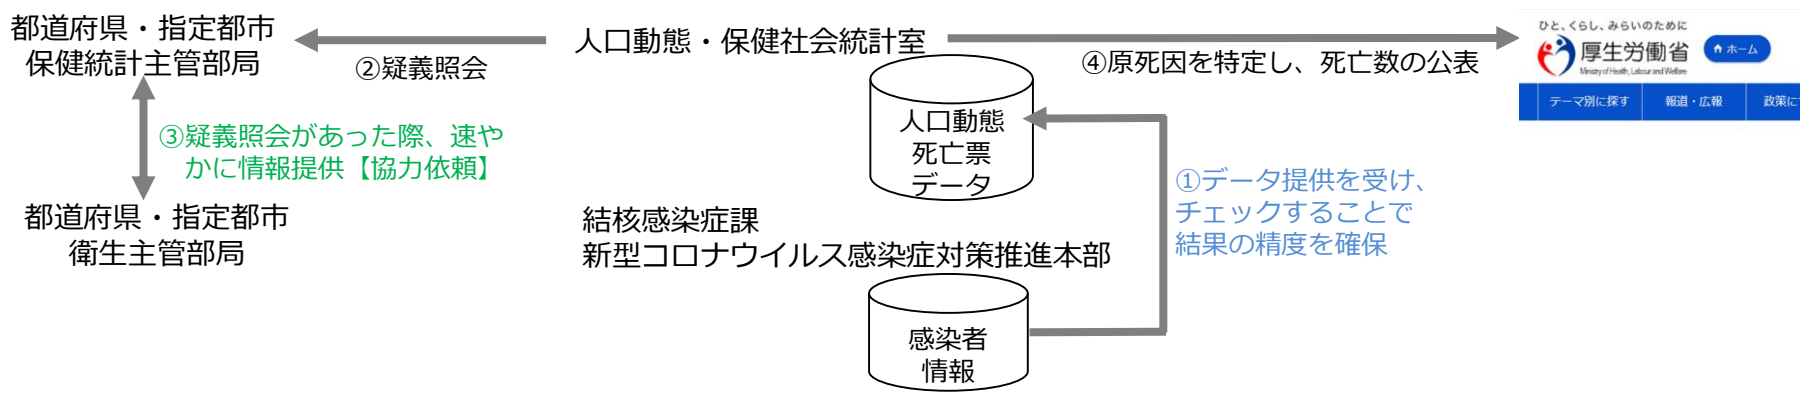 都道府県・指定都市
保健統計主管部局
②疑義照会
③疑義照会があった際、速や
かに情報提供【協力依頼】
都道府県・指定都市
衛生主管部局
人口動態・保健社会統計室
人口動態
死亡票
データ
結核感染症課
新型コロナウイルス感染症対策推進本部
感染者
情報
①データ提供を受け、
チェックすることで
結果の精度を確保
④原死因を特定し、死亡数の公表
ひと、くらし、みらいのために
厚生労働省
Ministry of Health, Labour and Welfare
ホーム
テーマ別に探す
報道・広報
政策に